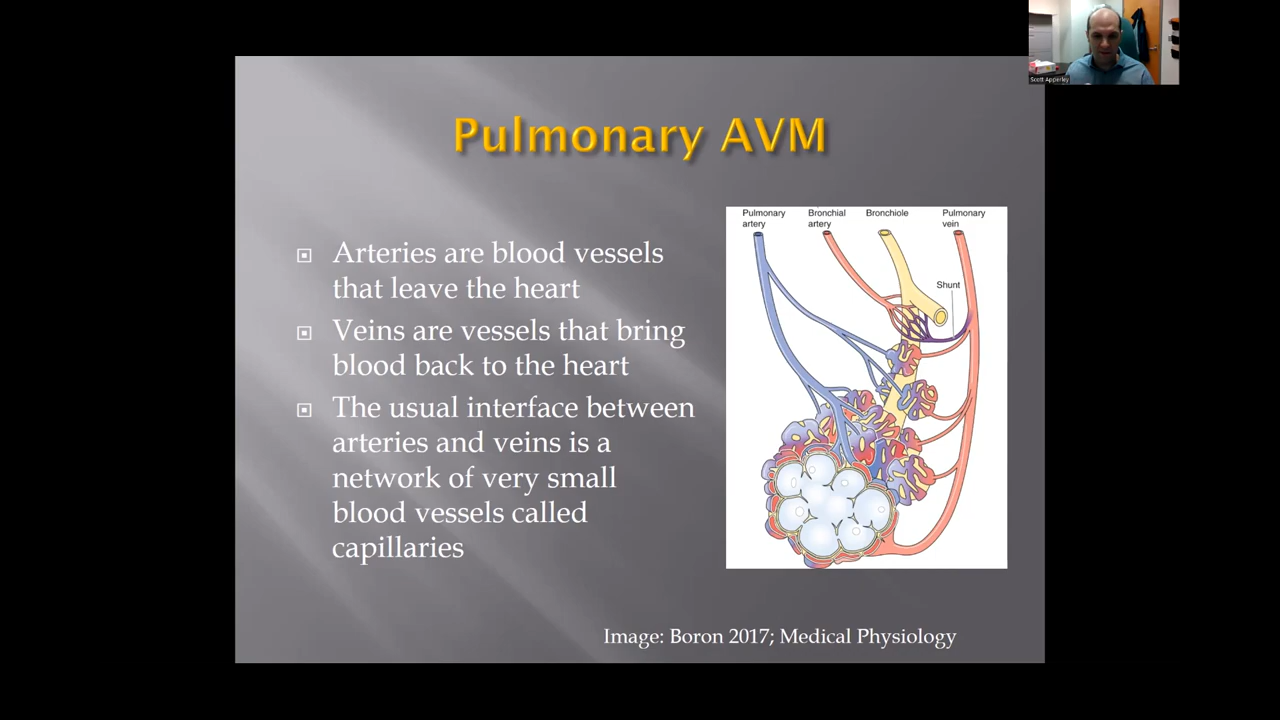 Scott Apperley
Pulmonary AVM
Arteries are blood vessels
that leave the heart
Veins are vessels that bring
blood back to the heart
The usual interface between
arteries and veins is a
network of very small
blood vessels called
capillaries
Pulmonary
artery
Bronchial
artery
Bronchiole
Pulmonary
vein
Shunt
Image: Boron 2017; Medical Physiology